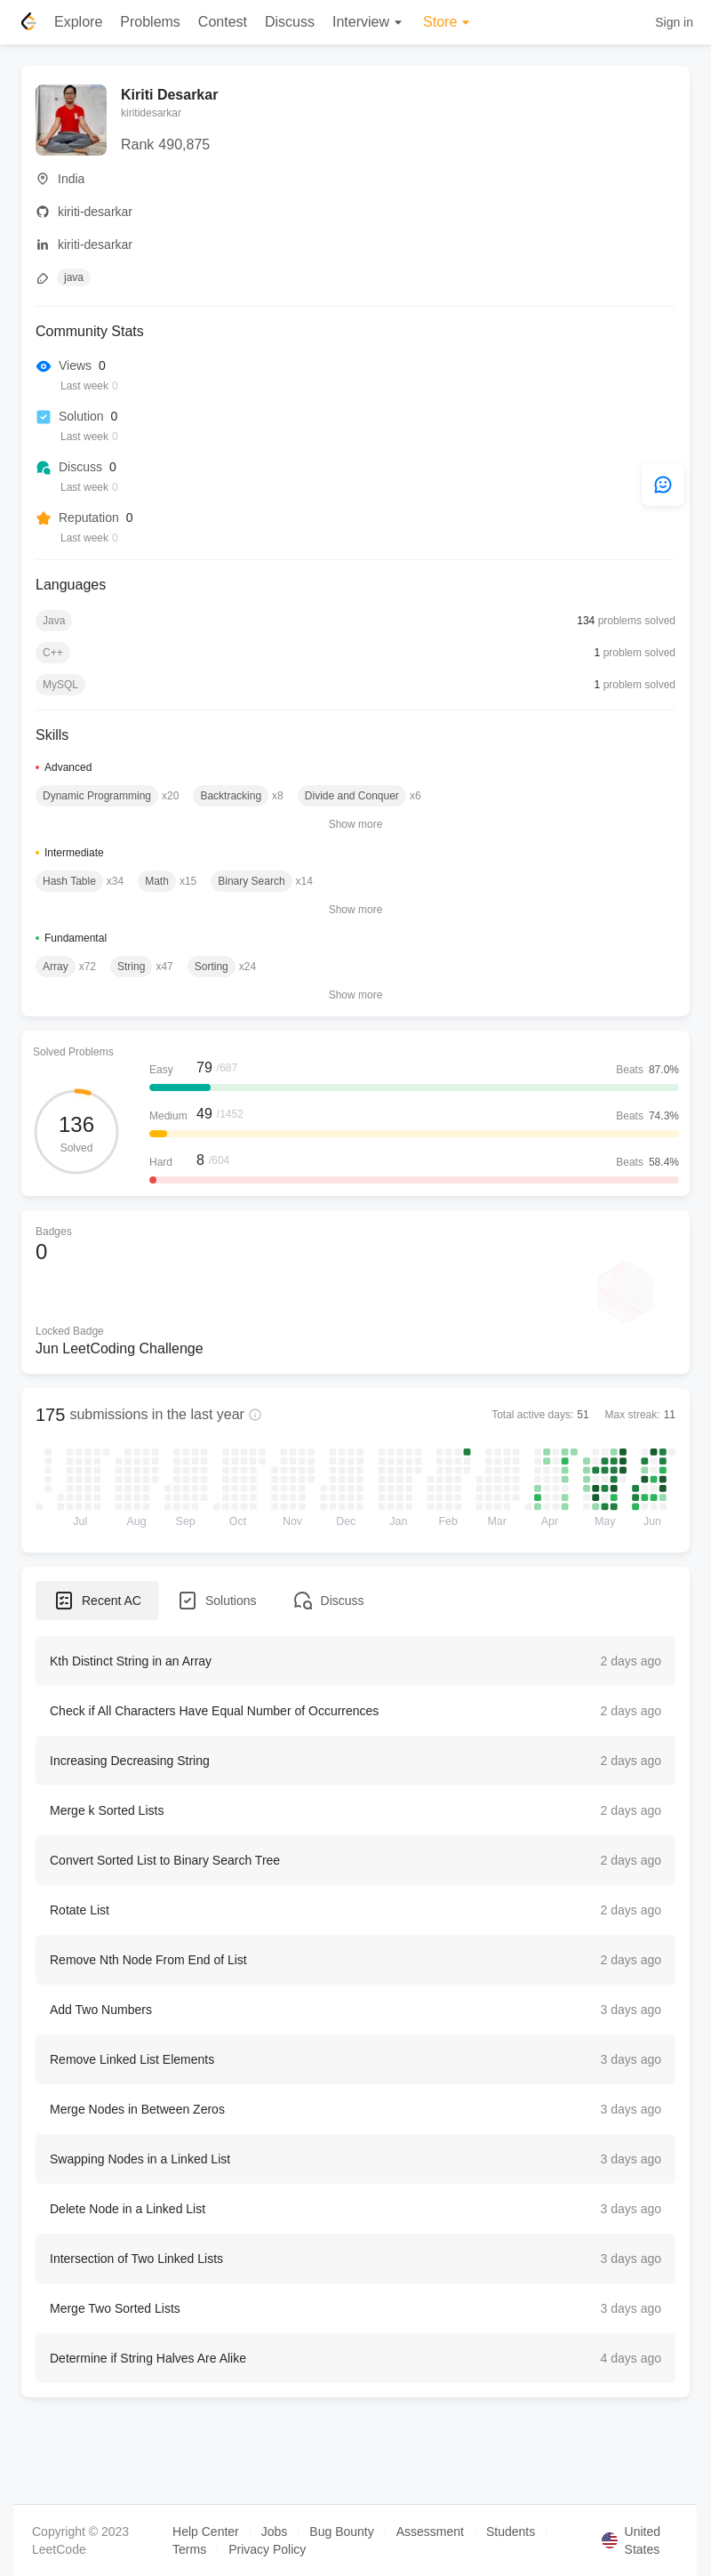 Explore Problems Contest Discuss Interview Store Sign in
Kiriti Desarkar
kiritidesarkar
Rank 490,875
India
kiriti-desarkar
kiriti-desarkar
java
Community Stats
Views 0
Last week 0
Solution 0
Last week 0
Discuss 0
Last week 0
Reputation 0
Last week 0
Languages
Java 134 problems solved
C++ 1 problem solved
MySQL 1 problem solved
Skills
Advanced
Dynamic Programming x20 Backtracking x8 Divide and Conquer x6
Show more
Intermediate
Hash Table x34 Math x15 Binary Search x14
Show more
Fundamental
Array x72 String x47 Sorting x24
Show more
Solved Problems
136
Solved
Easy 79 /687 Beats 87.0%
Medium 49 /1452 Beats 74.3%
Hard 8 /604 Beats 58.4%
Badges
0
Locked Badge
Jun LeetCoding Challenge
175 submissions in the last year Total active days: 51 Max streak: 11
Jul Aug Sep Oct Nov Dec Jan Feb Mar Apr May Jun
Recent AC Solutions Discuss
Kth Distinct String in an Array 2 days ago
Check if All Characters Have Equal Number of Occurrences 2 days ago
Increasing Decreasing String 2 days ago
Merge k Sorted Lists 2 days ago
Convert Sorted List to Binary Search Tree 2 days ago
Rotate List 2 days ago
Remove Nth Node From End of List 2 days ago
Add Two Numbers 3 days ago
Remove Linked List Elements 3 days ago
Merge Nodes in Between Zeros 3 days ago
Swapping Nodes in a Linked List 3 days ago
Delete Node in a Linked List 3 days ago
Intersection of Two Linked Lists 3 days ago
Merge Two Sorted Lists 3 days ago
Determine if String Halves Are Alike 4 days ago
Copyright © 2023
LeetCode
Help Center Jobs Bug Bounty Assessment Students
Terms Privacy Policy
United
States